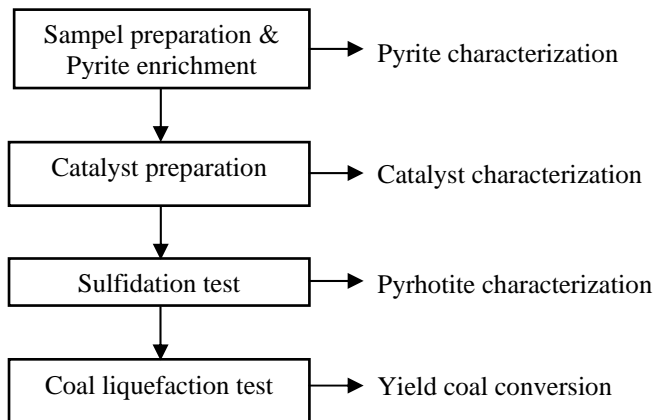 Sampel preparation &
Pyrite enrichment
Pyrite characterization
Catalyst preparation
Catalyst characterization
Sulfidation test
Pyrhotite characterization
Coal liquefaction test
Yield coal conversion